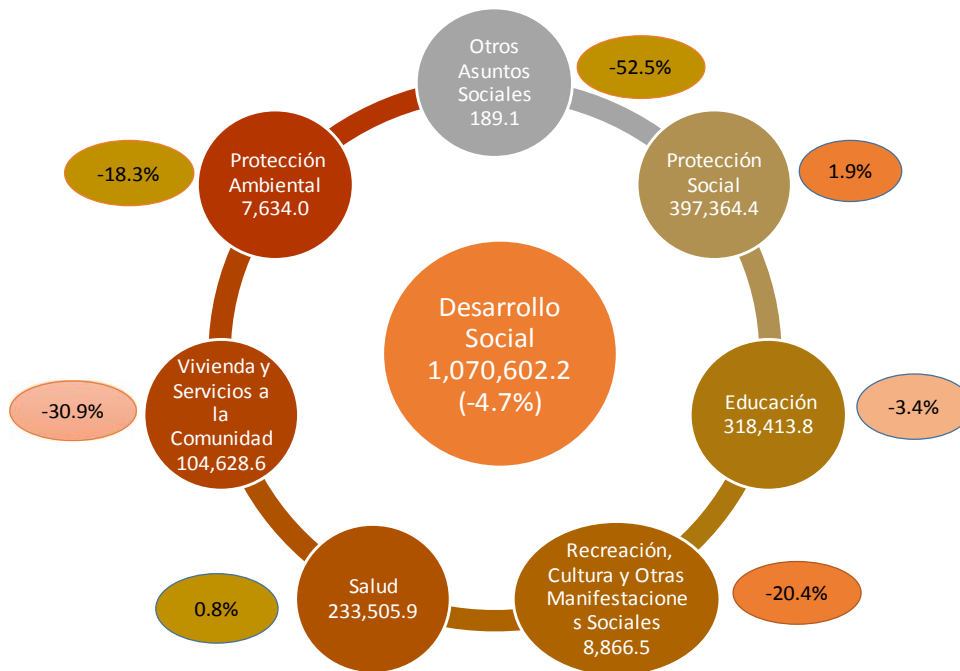 Otros
Asuntos
Sociales
189.1
-52.5%
Protección
Social
397,364.4
1.9%
Educación
318,413.8
-3.4%
Recreación,
Cultura y Otras
Manifestacione
s Sociales
8,866.5
-20.4%
Salud
233,505.9
0.8%
Vivienda y
Servicios a
la
Comunidad
104,628.6
-30.9%
Protección
Ambiental
7,634.0
-18.3%
Desarrollo
Social
1,070,602.2
(-4.7%)